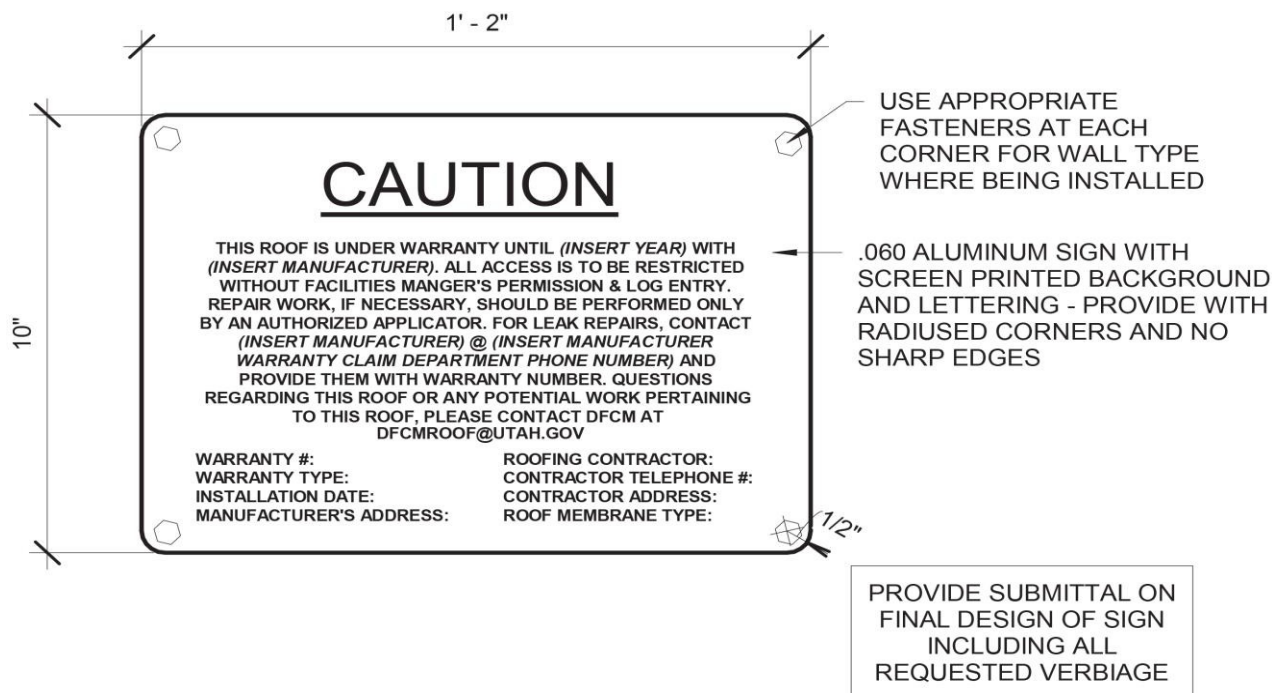 1' - 2"
10"
CAUTION
THIS ROOF IS UNDER WARRANTY UNTIL (INSERT YEAR) WITH
(INSERT MANUFACTURER). ALL ACCESS IS TO BE RESTRICTED
WITHOUT FACILITIES MANGER'S PERMISSION & LOG ENTRY.
REPAIR WORK, IF NECESSARY, SHOULD BE PERFORMED ONLY
BY AN AUTHORIZED APPLICATOR. FOR LEAK REPAIRS, CONTACT
(INSERT MANUFACTURER) @ (INSERT MANUFACTURER
WARRANTY CLAIM DEPARTMENT PHONE NUMBER) AND
PROVIDE THEM WITH WARRANTY NUMBER. QUESTIONS
REGARDING THIS ROOF OR ANY POTENTIAL WORK PERTAINING
TO THIS ROOF, PLEASE CONTACT DFCM AT
DFCMROOF@UTAH.GOV
WARRANTY #:
WARRANTY TYPE:
INSTALLATION DATE:
MANUFACTURER'S ADDRESS:
ROOFING CONTRACTOR:
CONTRACTOR TELEPHONE #:
CONTRACTOR ADDRESS:
ROOF MEMBRANE TYPE:
1/2"
USE APPROPRIATE
FASTENERS AT EACH
CORNER FOR WALL TYPE
WHERE BEING INSTALLED
.060 ALUMINUM SIGN WITH
SCREEN PRINTED BACKGROUND
AND LETTERING - PROVIDE WITH
RADIUSED CORNERS AND NO
SHARP EDGES
PROVIDE SUBMITTAL ON
FINAL DESIGN OF SIGN
INCLUDING ALL
REQUESTED VERBIAGE